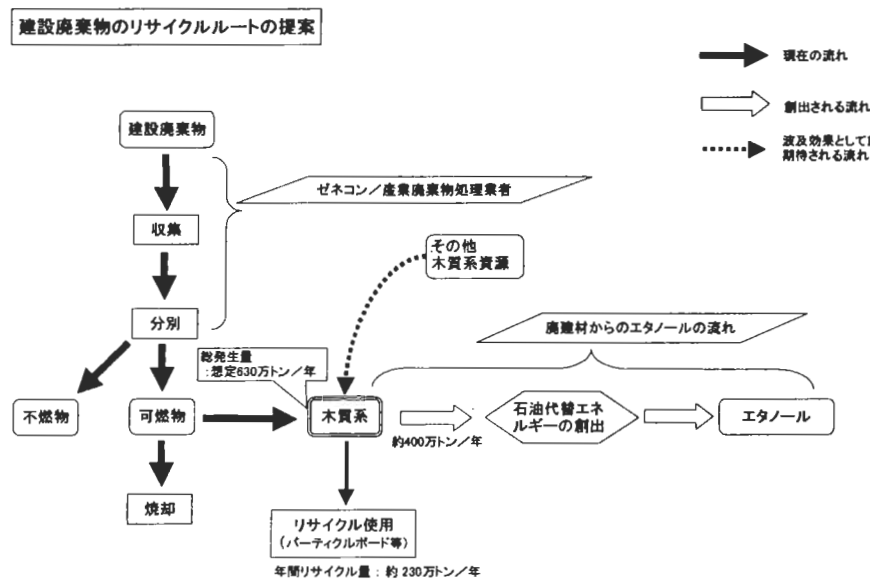 建設廃棄物のリサイクルルートの提案
現在の流れ
創出される流れ
波及効果として
期待される流れ
建設廃棄物
ゼネコン/産業廃棄物処理業者
収集
その他
木質系資源
分別
廃建材からのエタノールの流れ
総発生量
:想定630万トン/年
不燃物
可燃物
木質系
約400万トン/年
石油代替エネ
ルギーの創出
エタノール
焼却
リサイクル使用
(パーティクルボード等)
年間リサイクル量:約230万トン/年